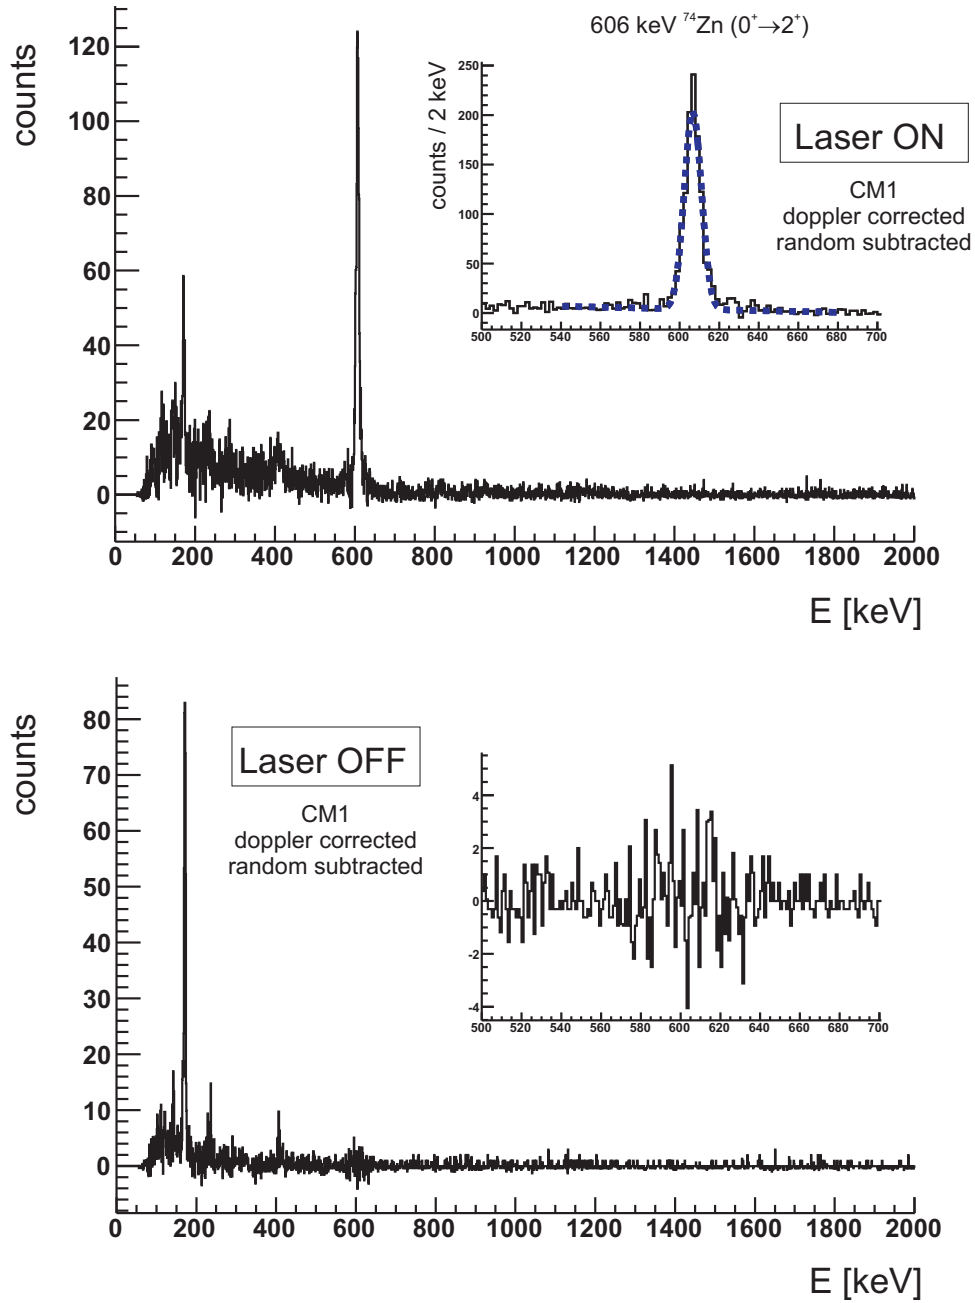 606 keV ⁷⁴Zn (0⁺→2⁺)
counts
120
100
80
60
40
20
0
0 200 400 600 800 1000 1200 1400 1600 1800 2000
E [keV]
counts / 2 keV
250
200
150
100
50
0
500 520 540 560 580 600 620 640 660 680 700
Laser ON
CM1
doppler corrected
random subtracted
counts
80
70
60
50
40
30
20
10
0
0 200 400 600 800 1000 1200 1400 1600 1800 2000
E [keV]
Laser OFF
CM1
doppler corrected
random subtracted
4
2
0
-2
-4
500 520 540 560 580 600 620 640 660 680 700